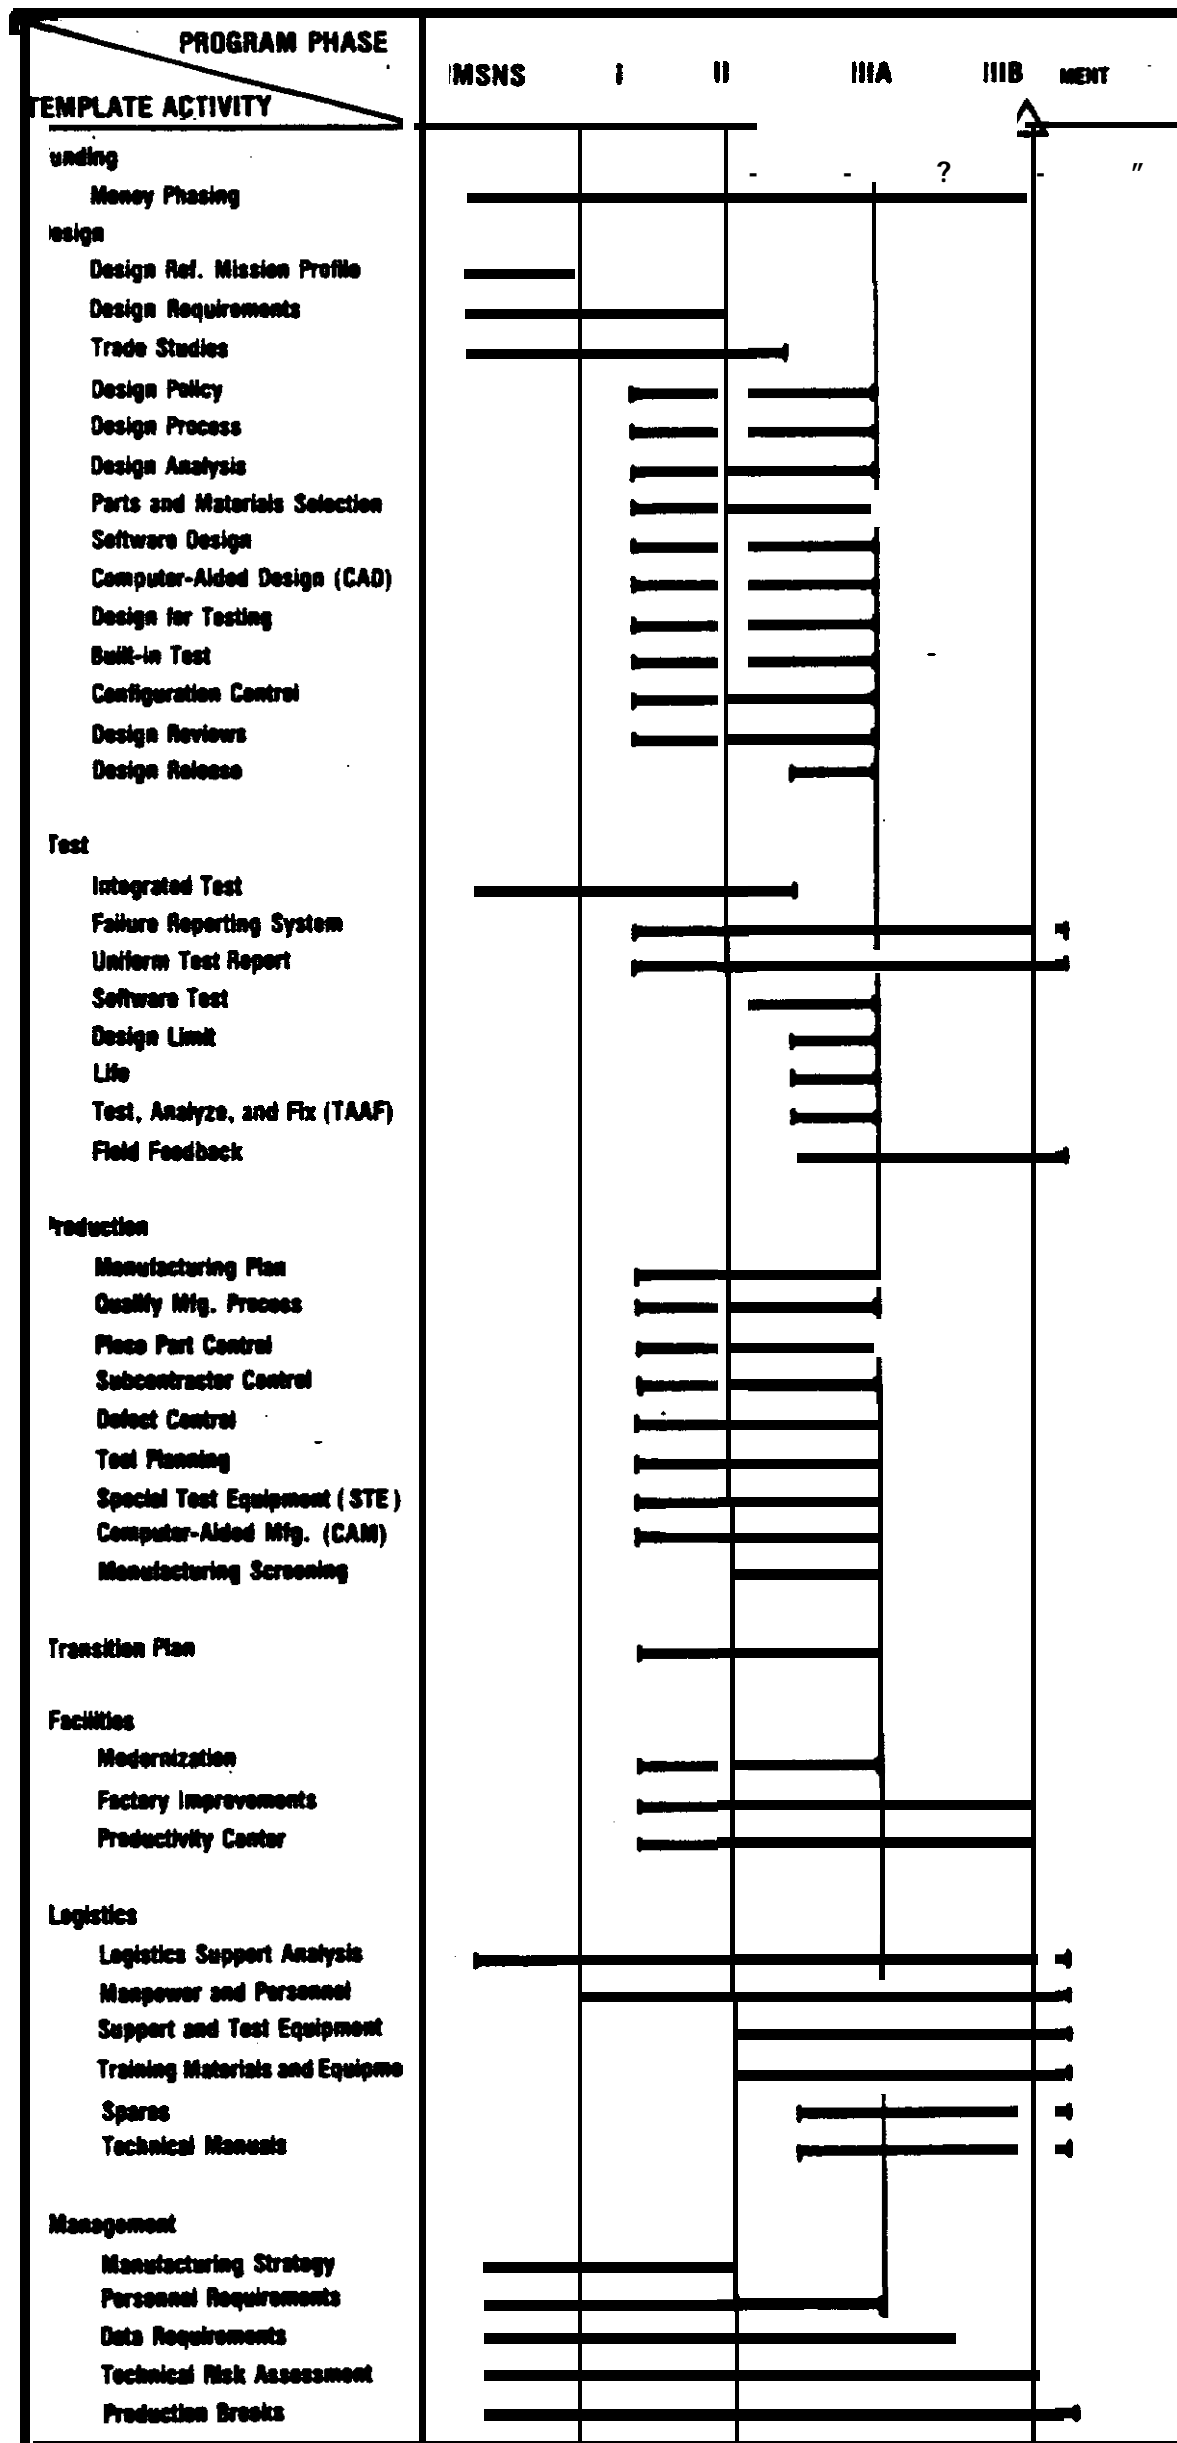 PROGRAM PHASE
MSNS I II IIIA IIIB MENT
TEMPLATE ACTIVITY
unding
- - ? - "
Money Phasing
esign
Design Ref. Mission Profile
Design Requirements
Trade Studies
Design Policy
Design Process
Design Analysis
Parts and Materials Selection
Software Design
Computer-Aided Design (CAD)
Design for Testing
Built-in Test
Configuration Control
Design Reviews
Design Release
Test
Integrated Test
Failure Reporting System
Uniform Test Report
Software Test
Design Limit
Life
Test, Analyze, and Fix (TAAF)
Field Feedback
roduction
Manufacturing Plan
Qualify Mfg. Process
Piece Part Control
Subcontractor Control
Defect Control
Tool Planning
Special Test Equipment (STE)
Computer-Aided Mfg. (CAM)
Manufacturing Screening
Transition Plan
Facilities
Modernization
Factory Improvements
Productivity Center
Logistics
Logistics Support Analysis
Manpower and Personnel
Support and Test Equipment
Training Materials and Equipme
Spares
Technical Manuals
Management
Manufacturing Strategy
Personnel Requirements
Data Requirements
Technical Risk Assessment
Production Breaks